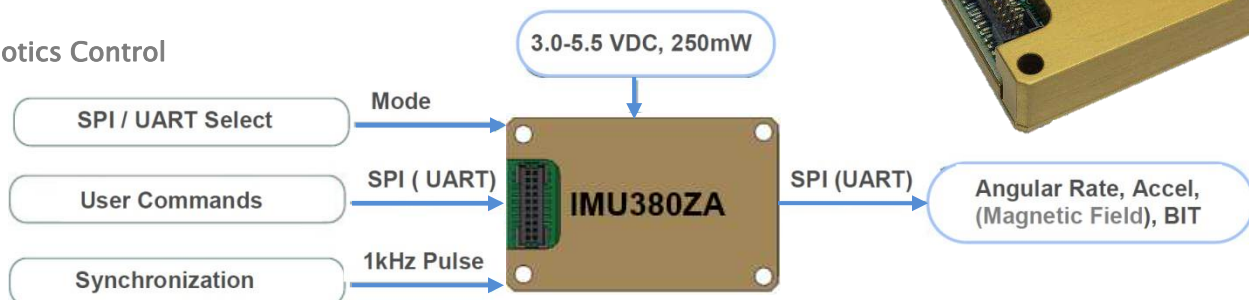 otics Control
3.0-5.5 VDC, 250mW
SPI / UART Select
Mode
User Commands
SPI ( UART)
IMU380ZA
SPI (UART)
Angular Rate, Accel,
(Magnetic Field), BIT
Synchronization
1kHz Pulse